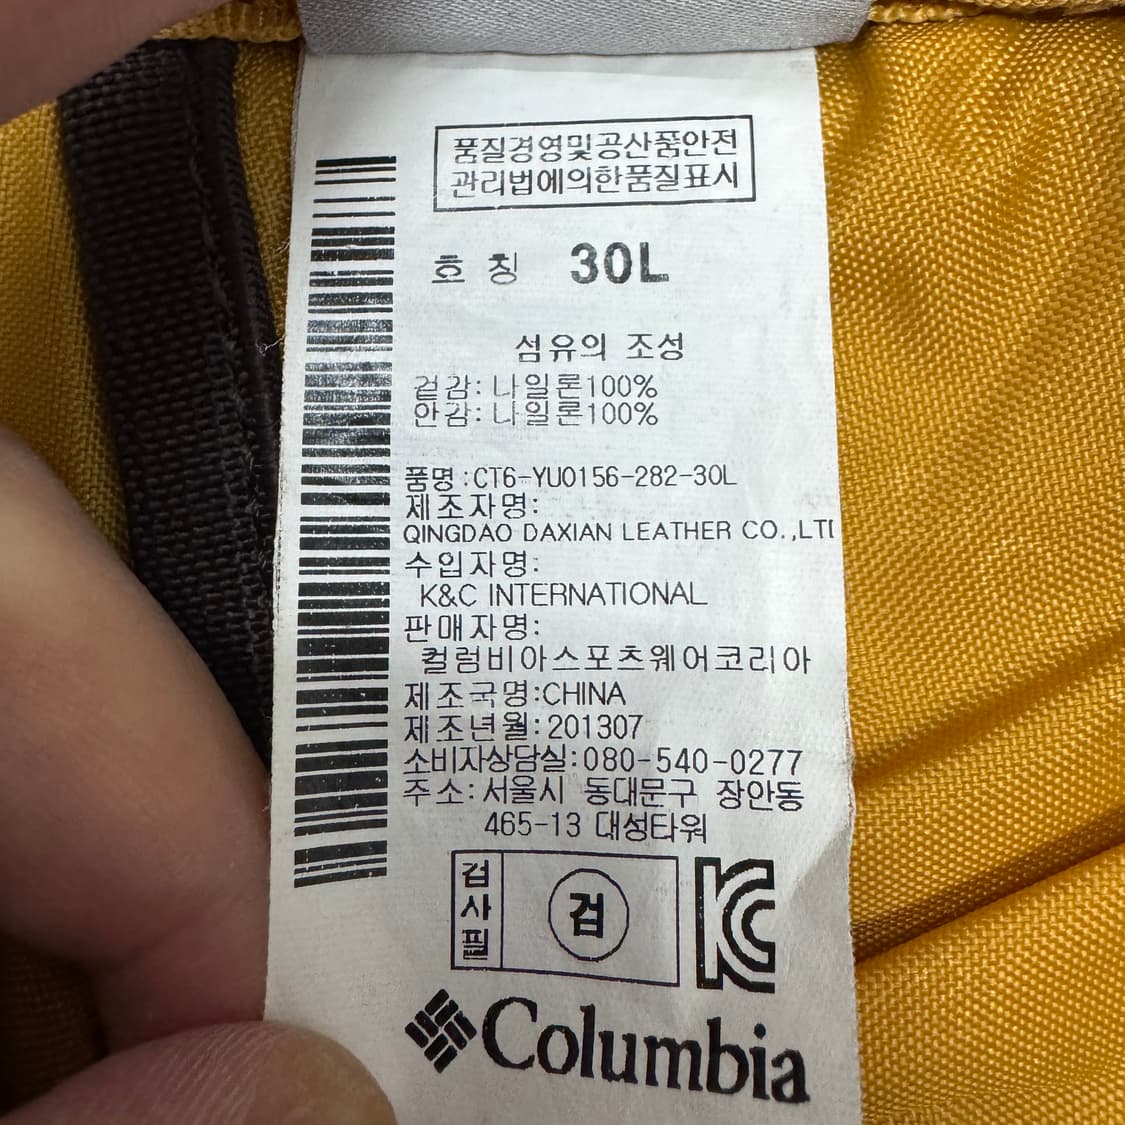 품질경영및공산품안전
관리법에의한품질표시
호 칭 30L
섬유의 조성
겉감: 나일론100%
안감: 나일론100%
품명:CT6-YU0156-282-30L
제조자명:
QINGDAO DAXIAN LEATHER CO.,LTD
수입자명:
K&C INTERNATIONAL
판매자명:
컬럼비아스포츠웨어코리아
제조국명:CHINA
제조년월:201307
소비자상담실:080-540-0277
주소:서울시 동대문구 장안동
465-13 대성타워
검사필
검
KC
Columbia